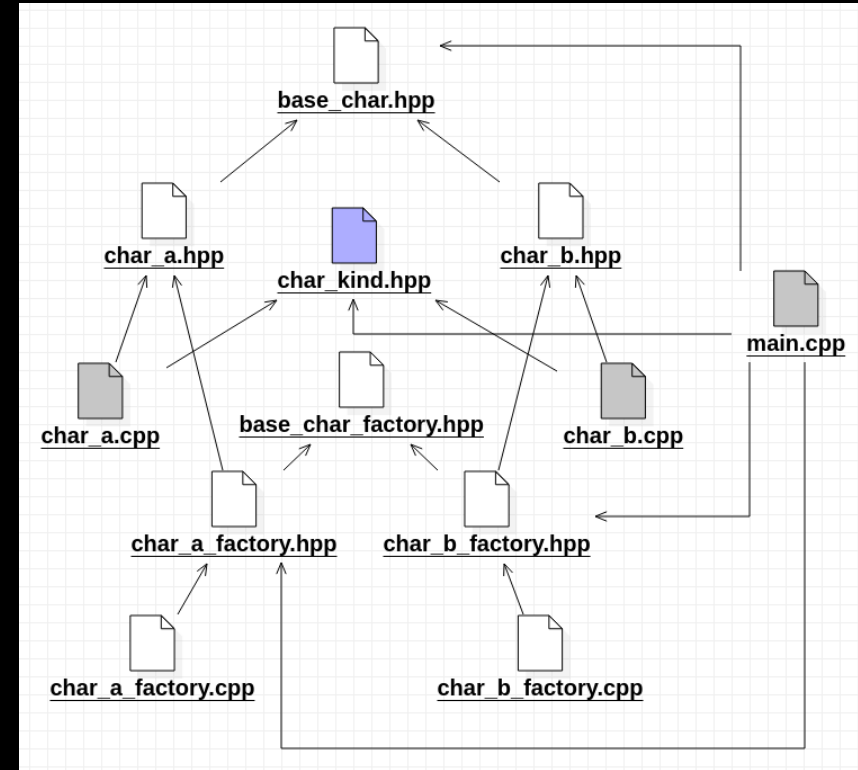 base_char.hpp
char_a.hpp
char_b.hpp
char_kind.hpp
main.cpp
base_char_factory.hpp
char_a.cpp
char_b.cpp
char_a_factory.hpp
char_b_factory.hpp
char_a_factory.cpp
char_b_factory.cpp